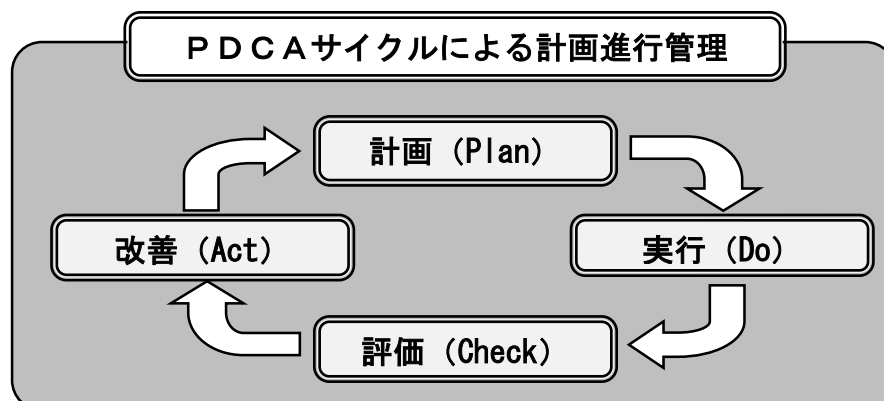 ＰＤＣＡサイクルによる計画進行管理
計画（Plan）
改善（Act）
実行（Do）
評価（Check）